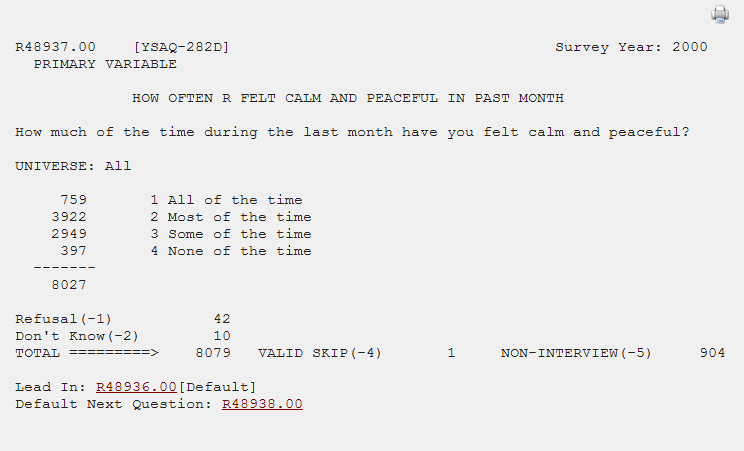 R48937.00    [YSAQ-282D]                                    Survey Year: 2000
  PRIMARY VARIABLE
             HOW OFTEN R FELT CALM AND PEACEFUL IN PAST MONTH
How much of the time during the last month have you felt calm and peaceful?
UNIVERSE: All
     759       1 All of the time
    3922       2 Most of the time
    2949       3 Some of the time
     397       4 None of the time
  -------
    8027
Refusal(-1)           42
Don't Know(-2)        10
TOTAL =========>    8079   VALID SKIP(-4)       1     NON-INTERVIEW(-5)     904
Lead In: R48936.00[Default]
Default Next Question: R48938.00